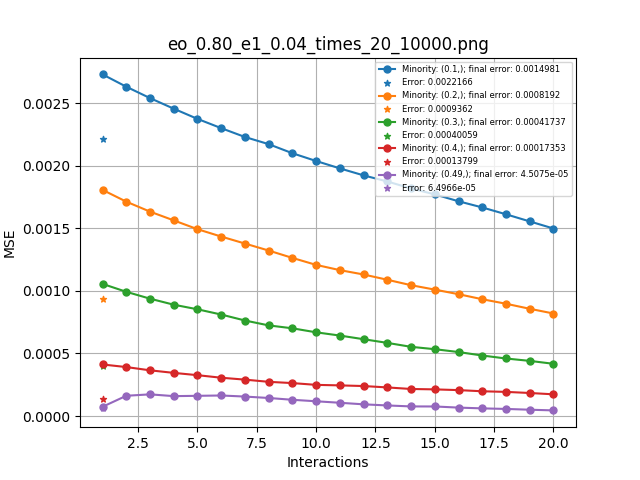 eo_0.80_e1_0.04_times_20_10000.png
Minority: (0.1,); final error: 0.0014981
Error: 0.0022166
Minority: (0.2,); final error: 0.0008192
Error: 0.0009362
Minority: (0.3,); final error: 0.00041737
Error: 0.00040059
Minority: (0.4,); final error: 0.00017353
Error: 0.00013799
Minority: (0.49,); final error: 4.5075e-05
Error: 6.4966e-05
MSE
0.0025
0.0020
0.0015
0.0010
0.0005
0.0000
2.5 5.0 7.5 10.0 12.5 15.0 17.5 20.0
Interactions